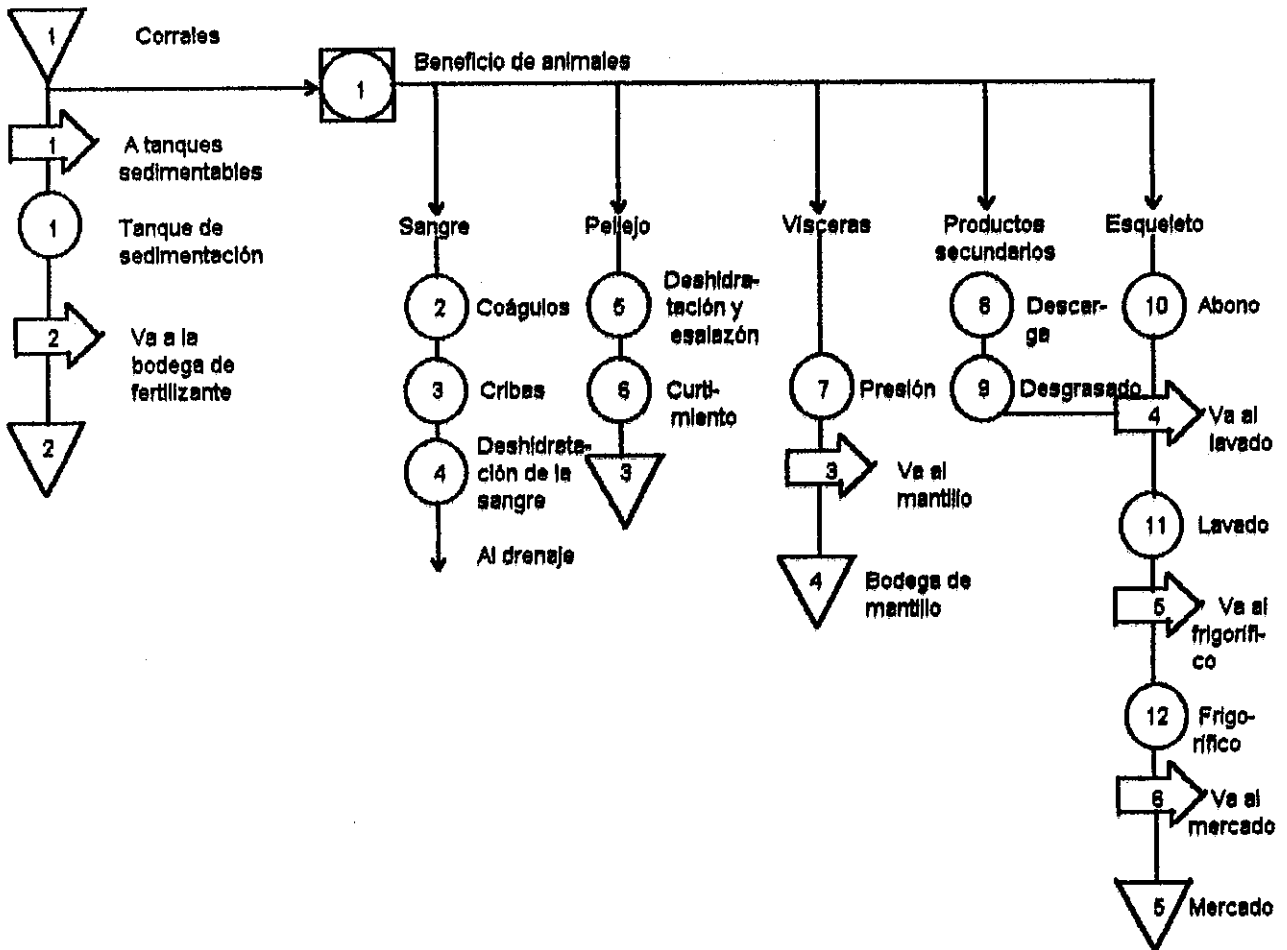 1
Corrales
1
Beneficio de animales
1
A tanques
sedimentables
1
Tanque de
sedimentación
2
Va a la
bodega de
fertilizante
2
Sangre
2
Coágulos
3
Cribas
4
Deshidrata-
ción de la
sangre
Al drenaje
Pellejo
5
Deshidra-
tación y
esalazón
6
Curti-
miento
3
Vísceras
7
Presión
3
Va al
mantillo
4
Bodega de
mantillo
Productos
secundarios
8
Descar-
ga
9
Desgrasado
Esqueleto
10
Abono
4
Va al
lavado
11
Lavado
5
Va al
frigorífi-
co
12
Frigo-
rífico
6
Va al
mercado
5
Mercado